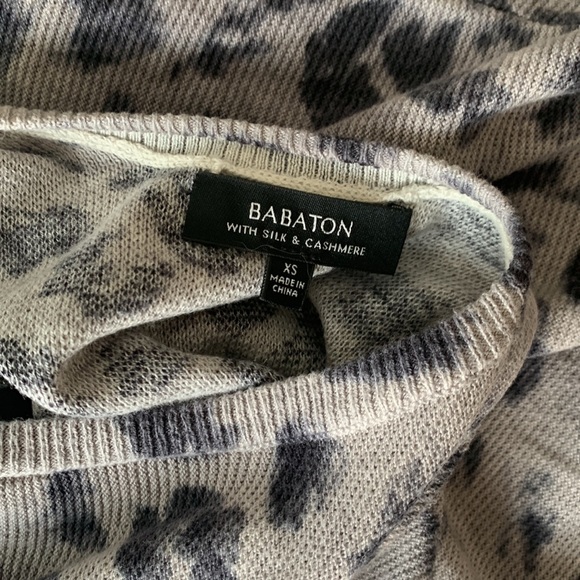 BABATON
WITH SILK & CASHMERE
XS
MADE IN
CHINA